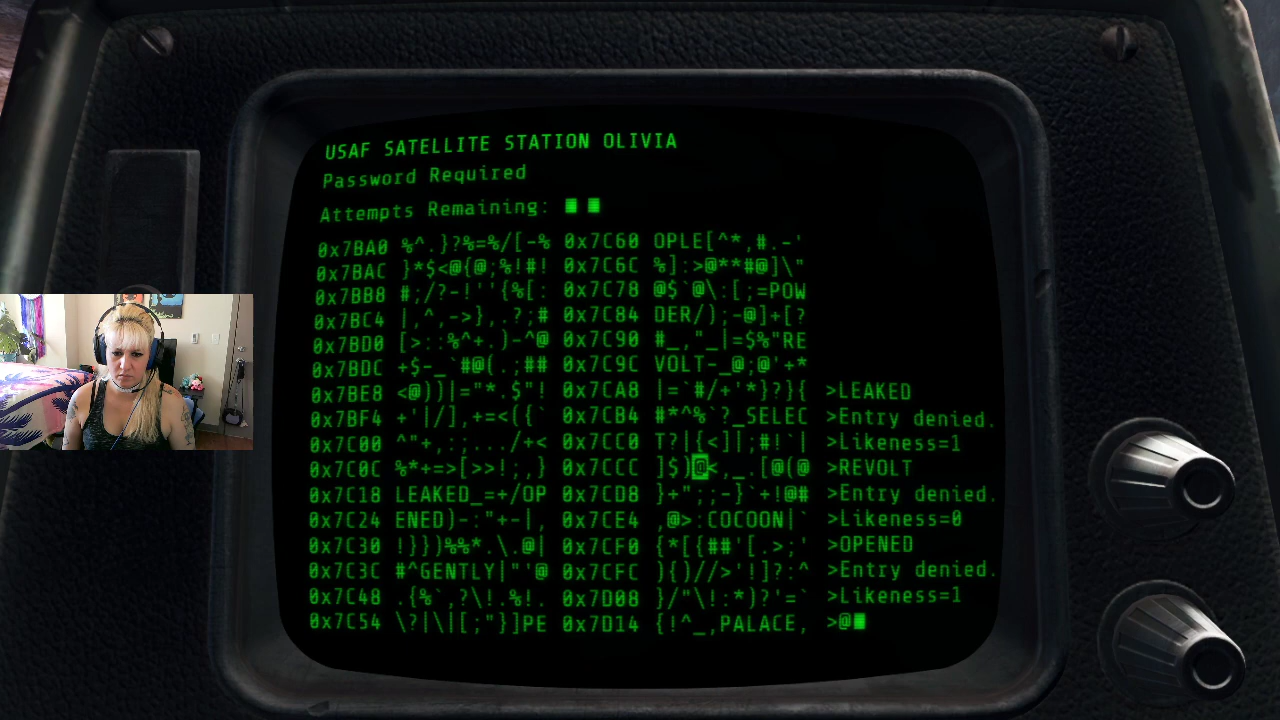 USAF SATELLITE STATION OLIVIA
Password Required
Attempts Remaining: ■ ■
0x7BA0 %^.}?%=%/[-% 0x7C60 OPLE[^*,#.-'
0x7BAC }*$<@{@;%!#! 0x7C6C %]:>@**#@]\"
0x7BB8 #;/?-!''{%[: 0x7C78 @$`@\:[;=POW
0x7BC4 |,^,->},.?;# 0x7C84 DER/);-@]+[?
0x7BD0 [>::%^+.)-^@ 0x7C90 #_,"_|=$%"RE
0x7BDC +$-_`#@(.;## 0x7C9C VOLT-_@;@'+*
0x7BE8 <@))|="*.$"! 0x7CA8 |=`#/+'*}?}{ >LEAKED
0x7BF4 +'|/],+=<({` 0x7CB4 #*^%`?_SELEC >Entry denied.
0x7C00 ^"+,:;.../+< 0x7CC0 T?|{<]|;#!`| >Likeness=1
0x7C0C %*+=>[>>!;,} 0x7CCC ]$)@<,_.[@(@ >REVOLT
0x7C18 LEAKED_=+/OP 0x7CD8 }+";;-}`+!@# >Entry denied.
0x7C24 ENED)-:"+-|, 0x7CE4 ,@>:COCOON|` >Likeness=0
0x7C30 !}})%%*.\.@| 0x7CF0 {*[{##'[.>;' >OPENED
0x7C3C #^GENTLY|"'@ 0x7CFC ){)//>'!]?:^ >Entry denied.
0x7C48 .{%`,?\!.%!. 0x7D08 }/"\!:*)?'=` >Likeness=1
0x7C54 \?|\|[;"}]PE 0x7D14 {!^_,PALACE, >@■